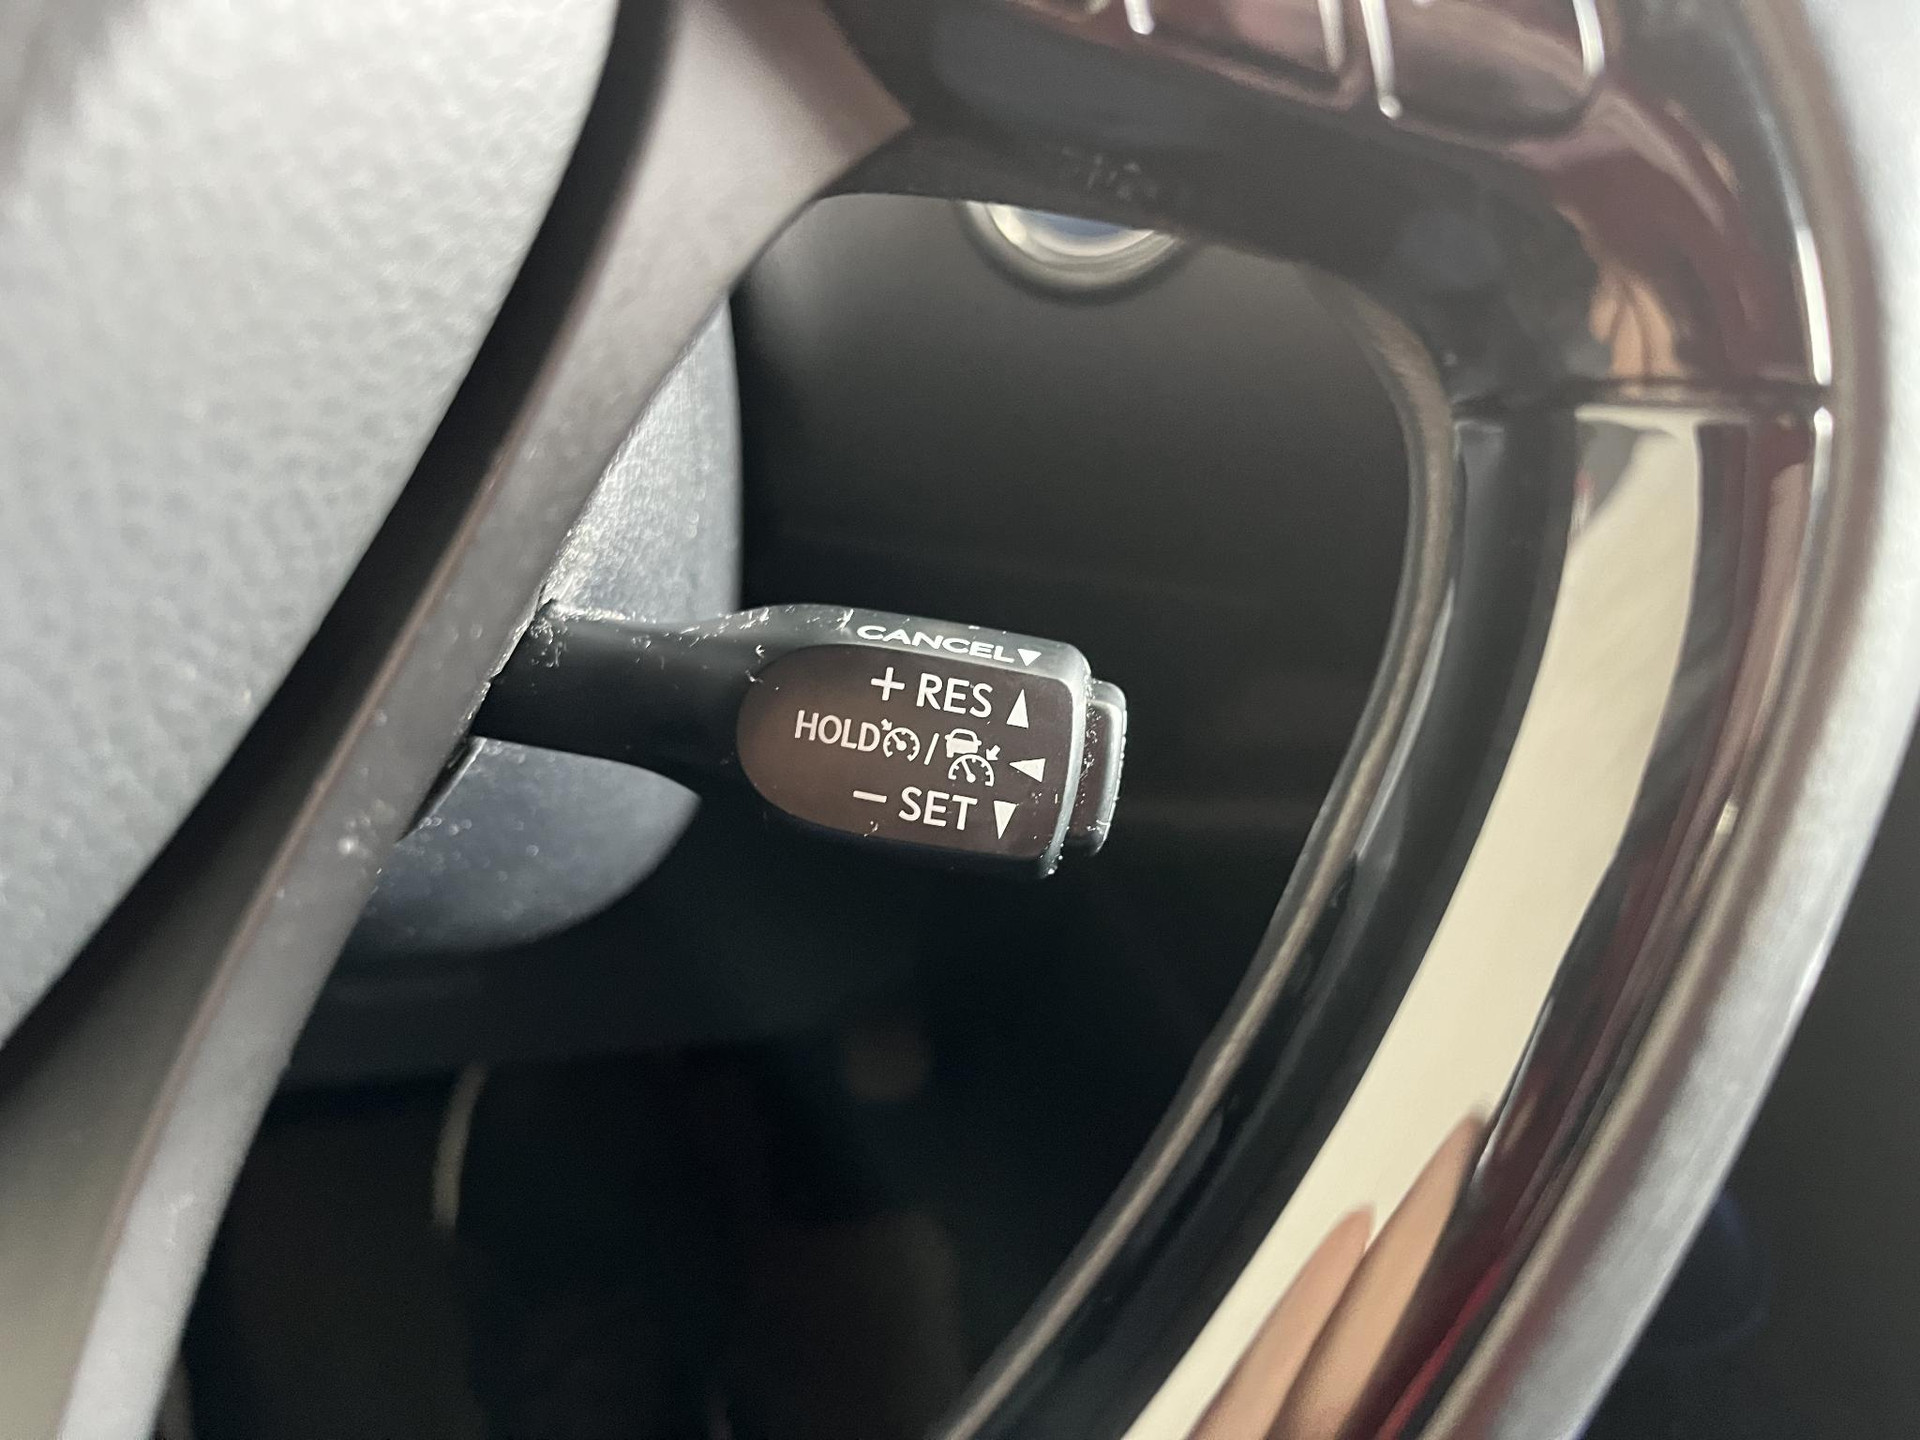 CANCEL▼
+ RES ▲
HOLD / ◀
− SET ▼